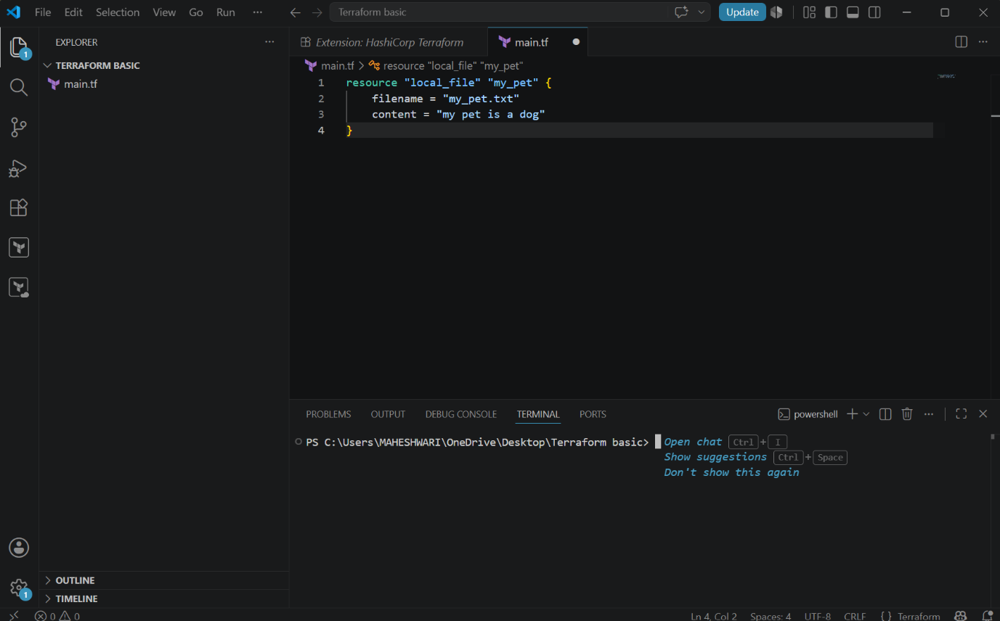 File Edit Selection View Go Run ··· Terraform basic Update
EXPLORER ···
Extension: HashiCorp Terraform main.tf ···
TERRAFORM BASIC
main.tf
main.tf > resource "local_file" "my_pet"
1 resource "local_file" "my_pet" {
2 filename = "my_pet.txt"
3 content = "my pet is a dog"
4 }
PROBLEMS OUTPUT DEBUG CONSOLE TERMINAL PORTS powershell ···
PS C:\Users\MAHESHWARI\OneDrive\Desktop\Terraform basic> Open chat Ctrl + I
Show suggestions Ctrl + Space
Don't show this again
1
OUTLINE
1
TIMELINE
0 0 Ln 4, Col 2 Spaces: 4 UTF-8 CRLF { } Terraform